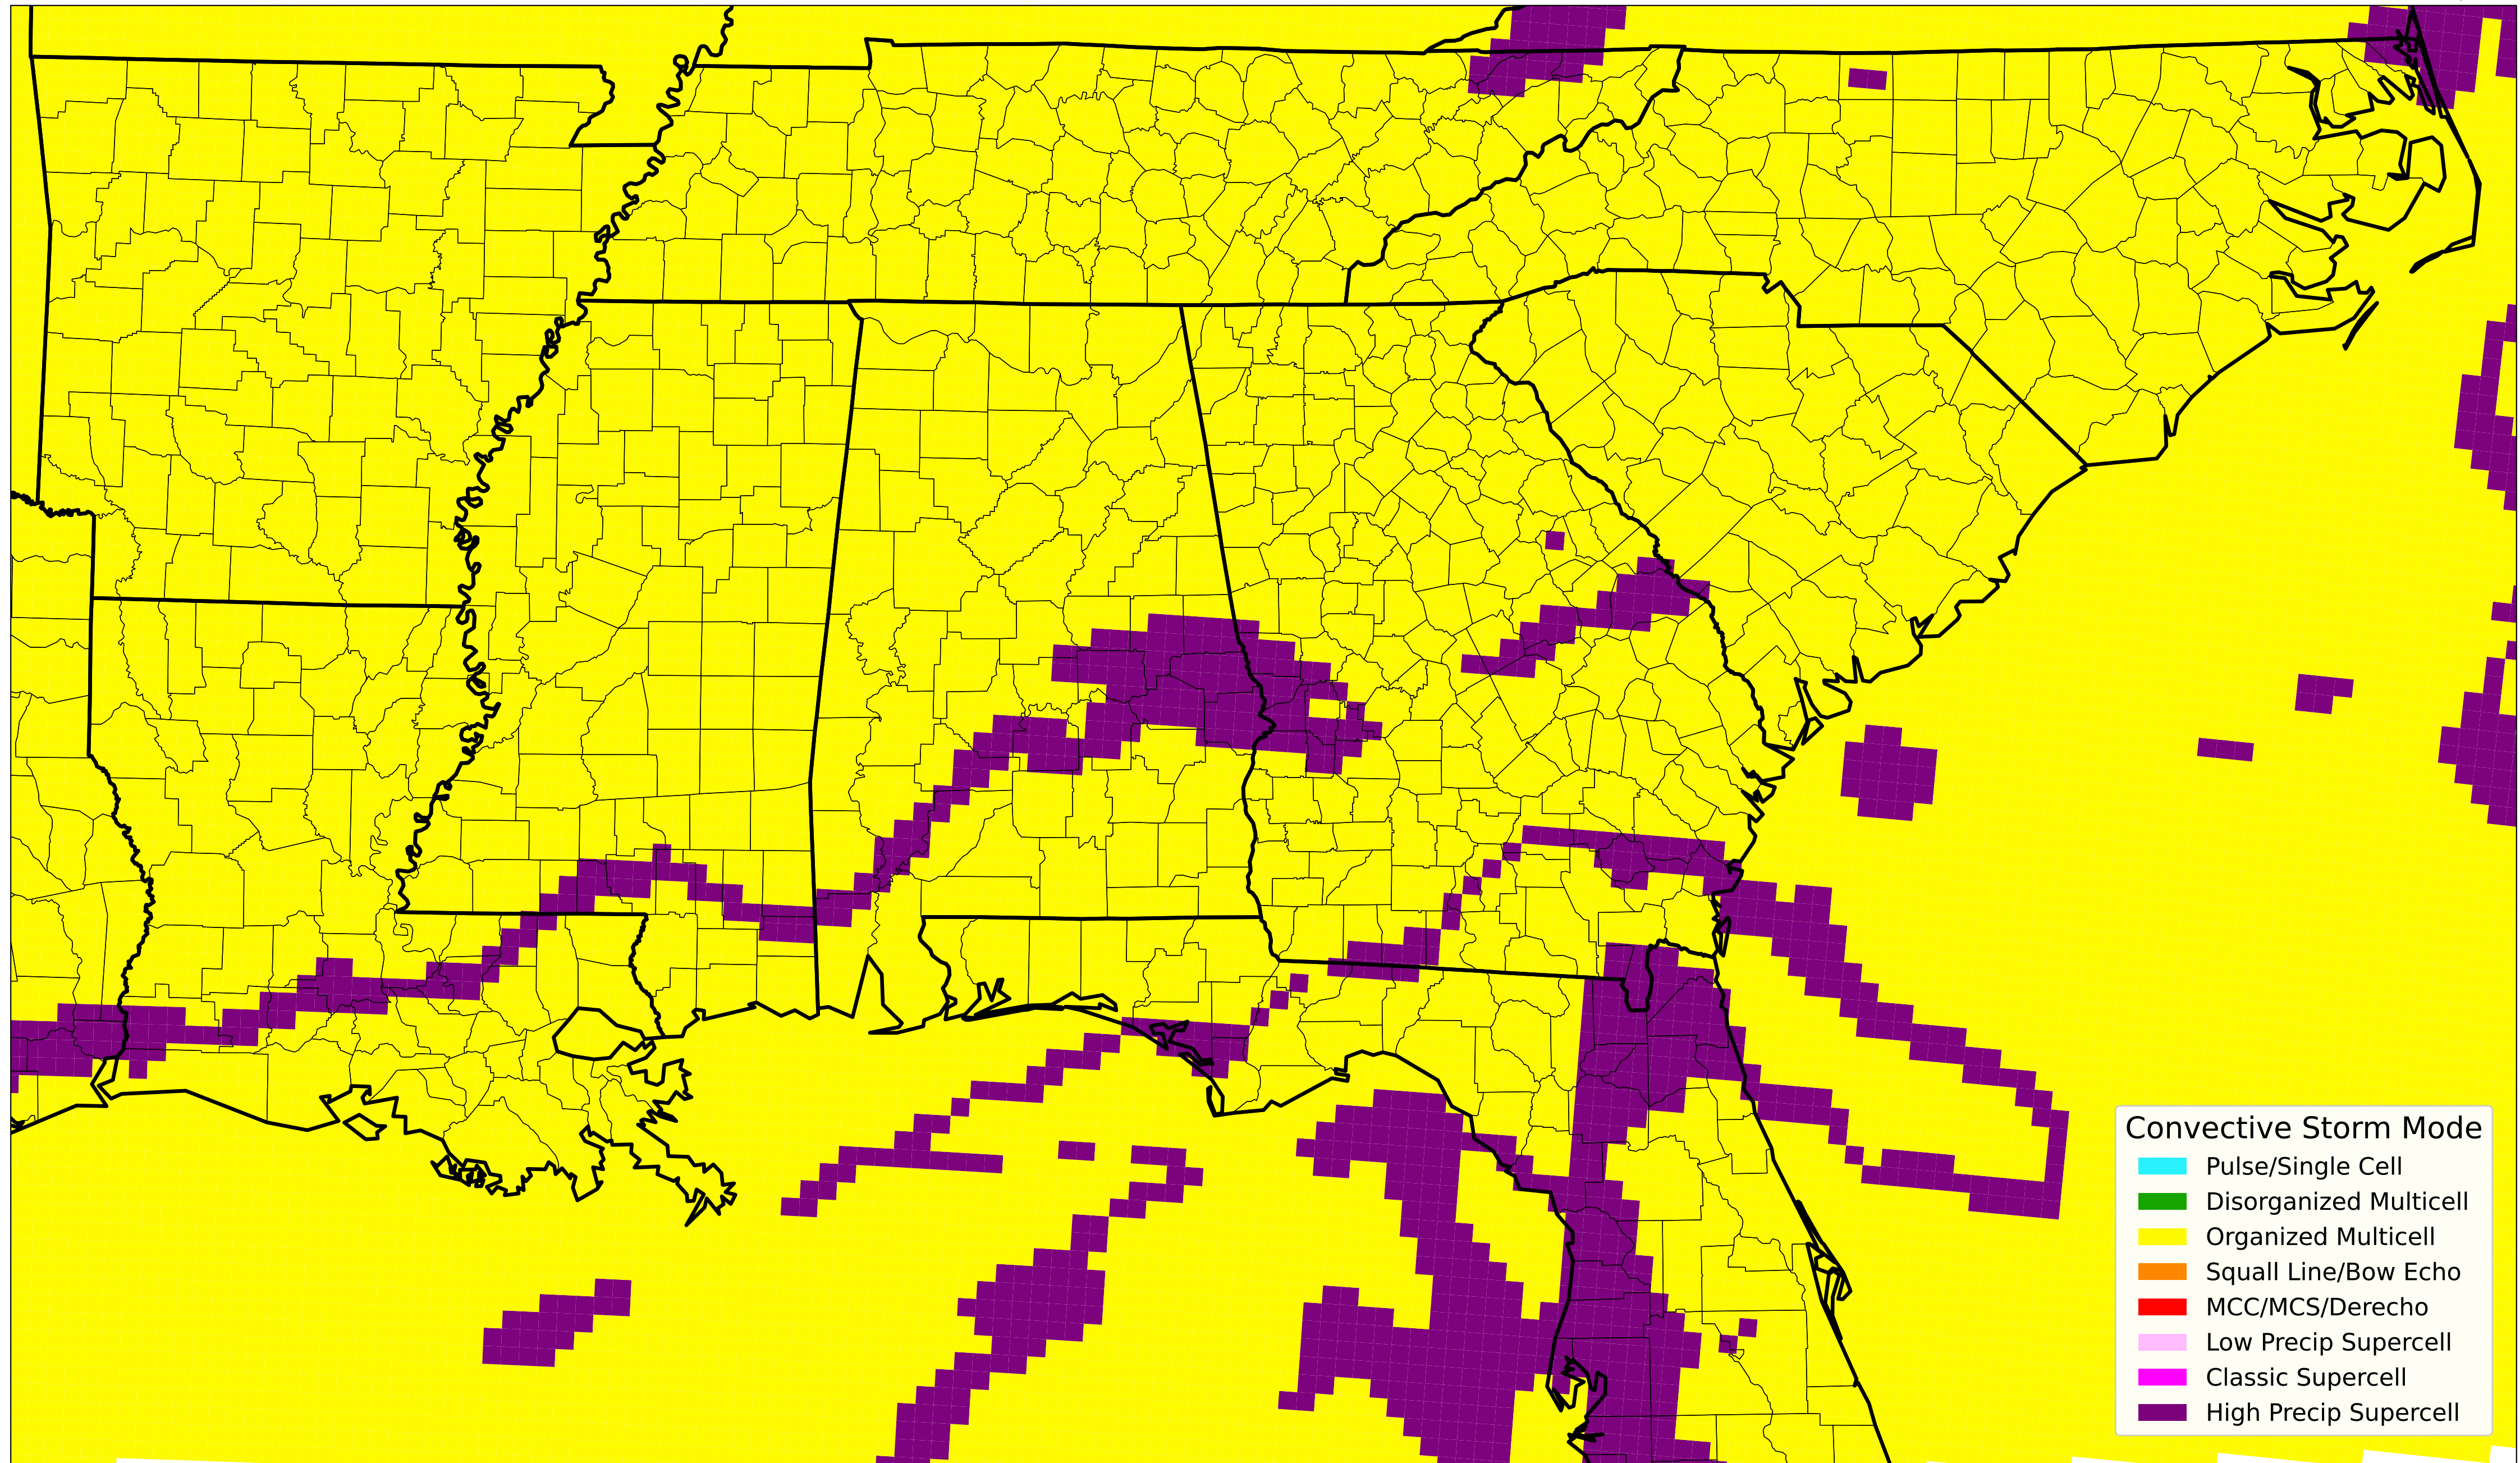 Convective Storm Mode
Pulse/Single Cell
Disorganized Multicell
Organized Multicell
Squall Line/Bow Echo
MCC/MCS/Derecho
Low Precip Supercell
Classic Supercell
High Precip Supercell